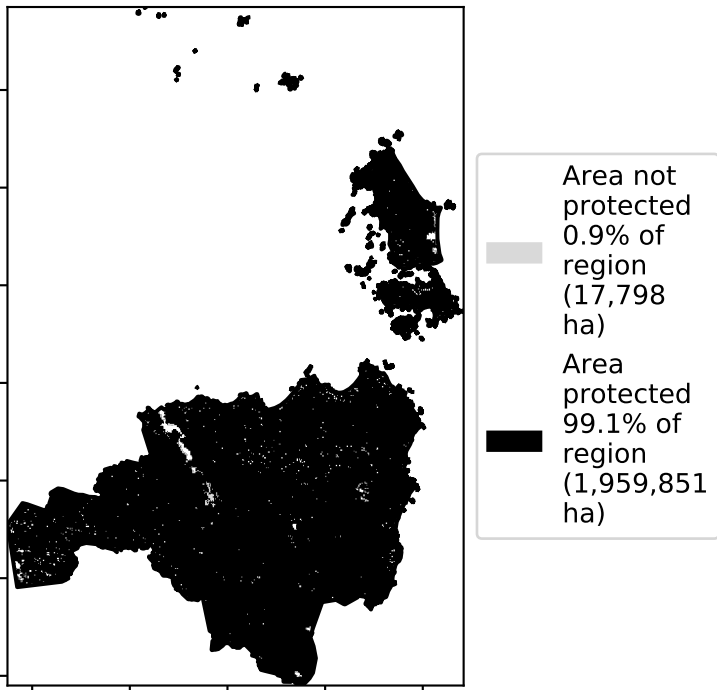 Area not
protected
0.9% of
region
(17,798
ha)
Area
protected
99.1% of
region
(1,959,851
ha)